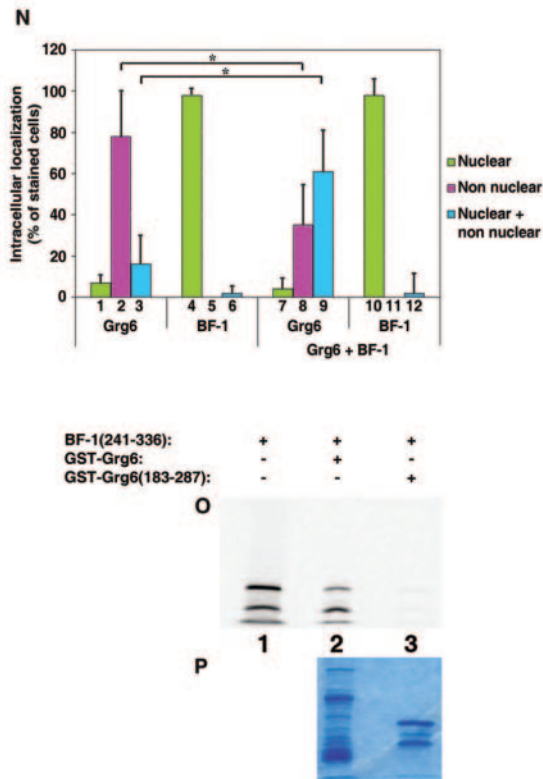 N
Intracellular localization
(% of stained cells)
120
100
80
60
40
20
0
* 
*
Nuclear
Non nuclear
Nuclear +
non nuclear
1 2 3 4 5 6 7 8 9 10 11 12
Grg6 BF-1 Grg6 BF-1
Grg6 + BF-1
BF-1(241-336): + + +
GST-Grg6: - + -
GST-Grg6(183-287): - - +
O
1 2 3
P